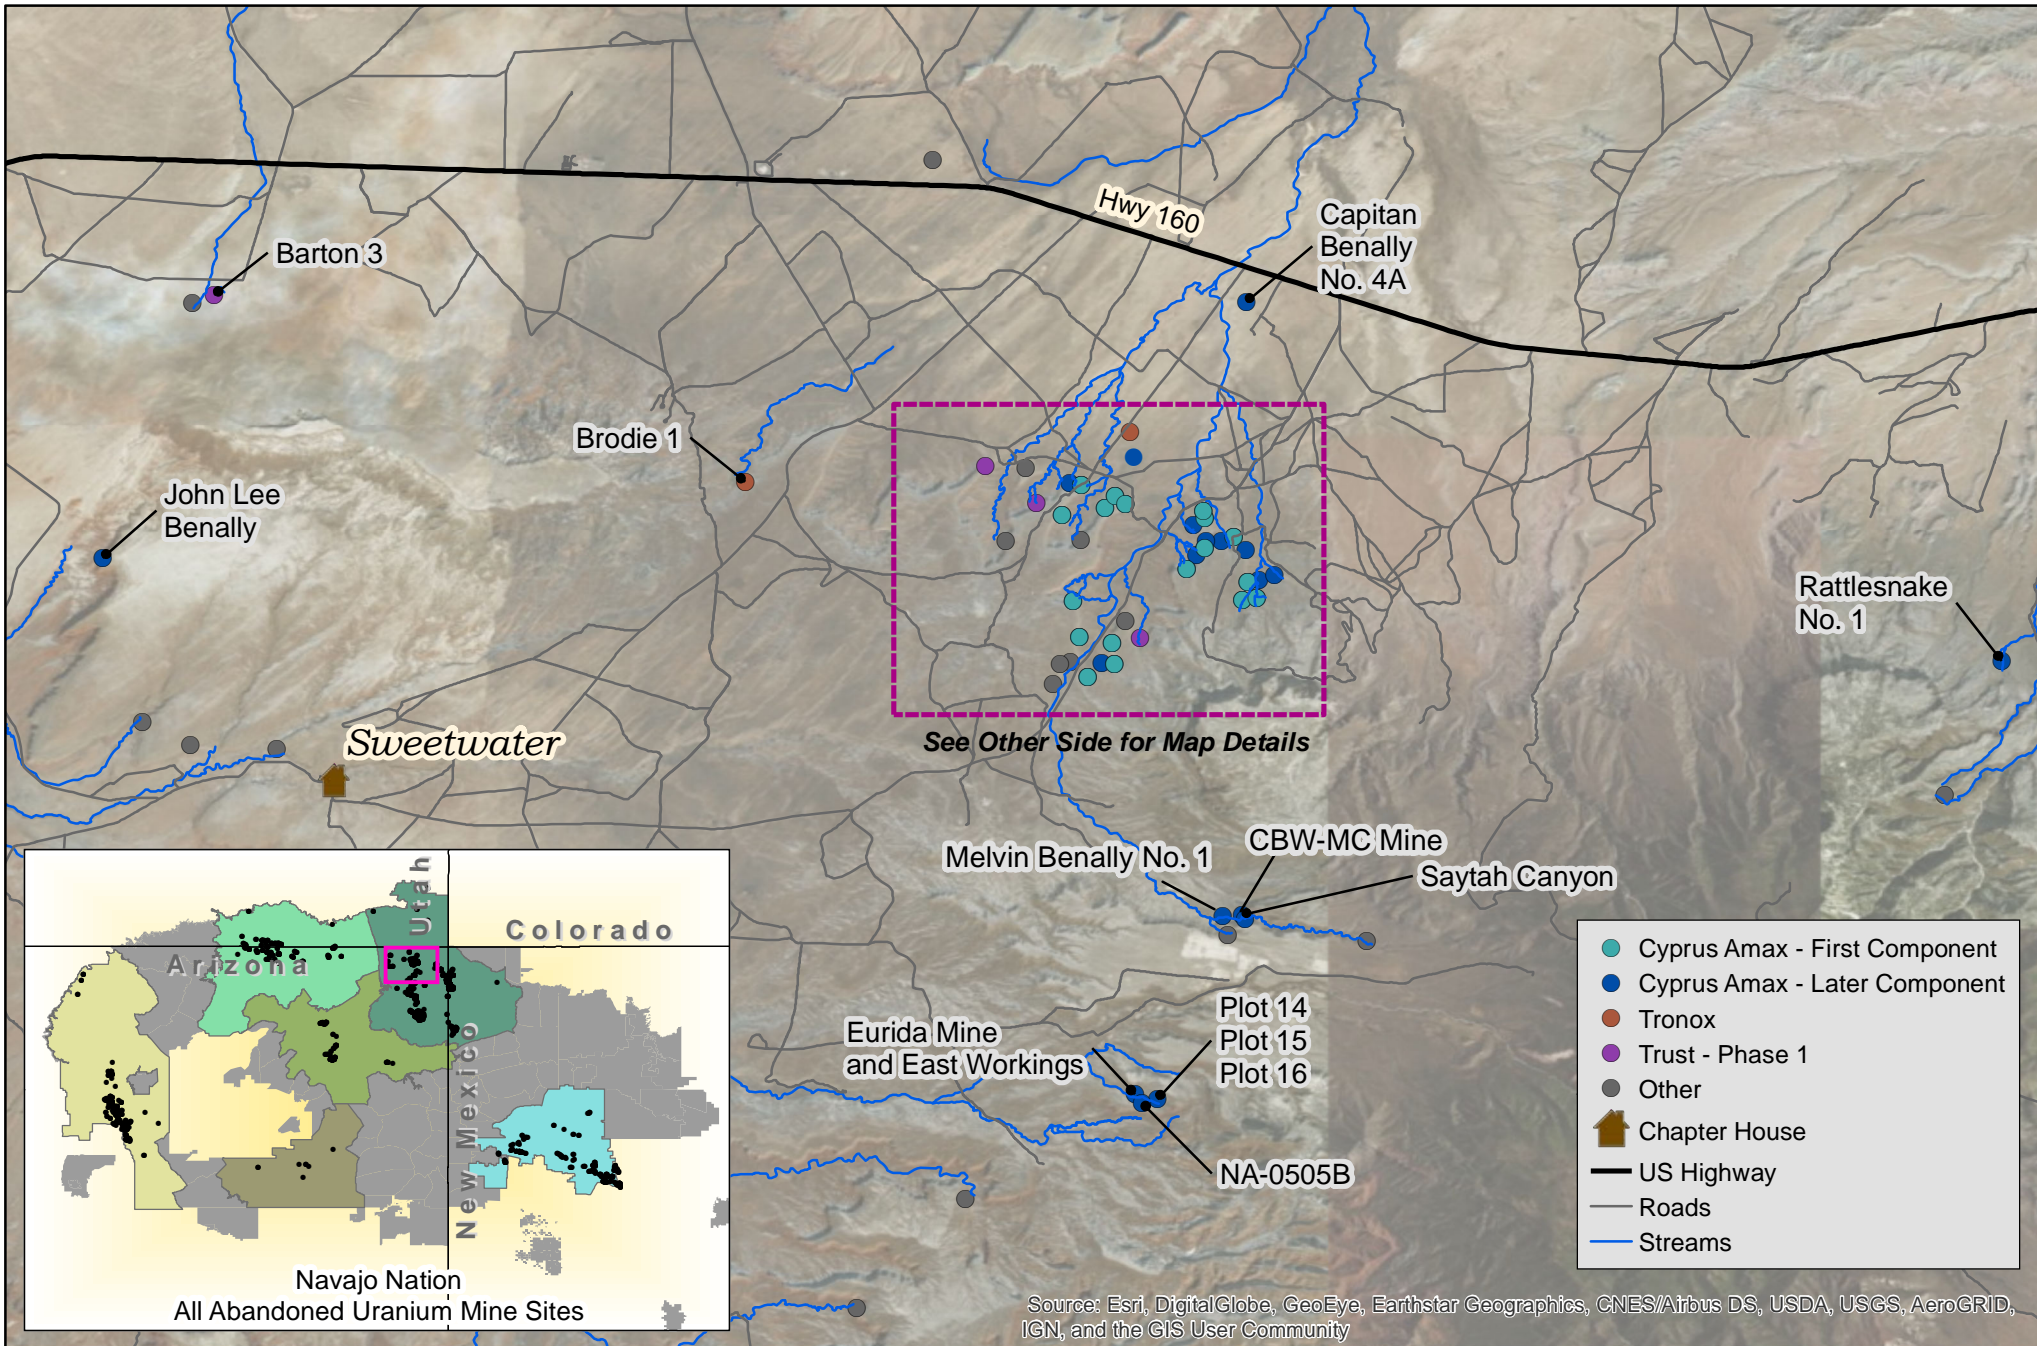 Hwy 160
Capitan
Benally
No. 4A
Barton 3
Brodie 1
John Lee
Benally
Rattlesnake
No. 1
Sweetwater
See Other Side for Map Details
Melvin Benally No. 1
CBW-MC Mine
Saytah Canyon
Eurida Mine
and East Workings
Plot 14
Plot 15
Plot 16
NA-0505B
Utah
Colorado
Arizona
New Mexico
Navajo Nation
All Abandoned Uranium Mine Sites
Cyprus Amax - First Component
Cyprus Amax - Later Component
Tronox
Trust - Phase 1
Other
Chapter House
US Highway
Roads
Streams
Source: Esri, DigitalGlobe, GeoEye, Earthstar Geographics, CNES/Airbus DS, USDA, USGS, AeroGRID,
IGN, and the GIS User Community